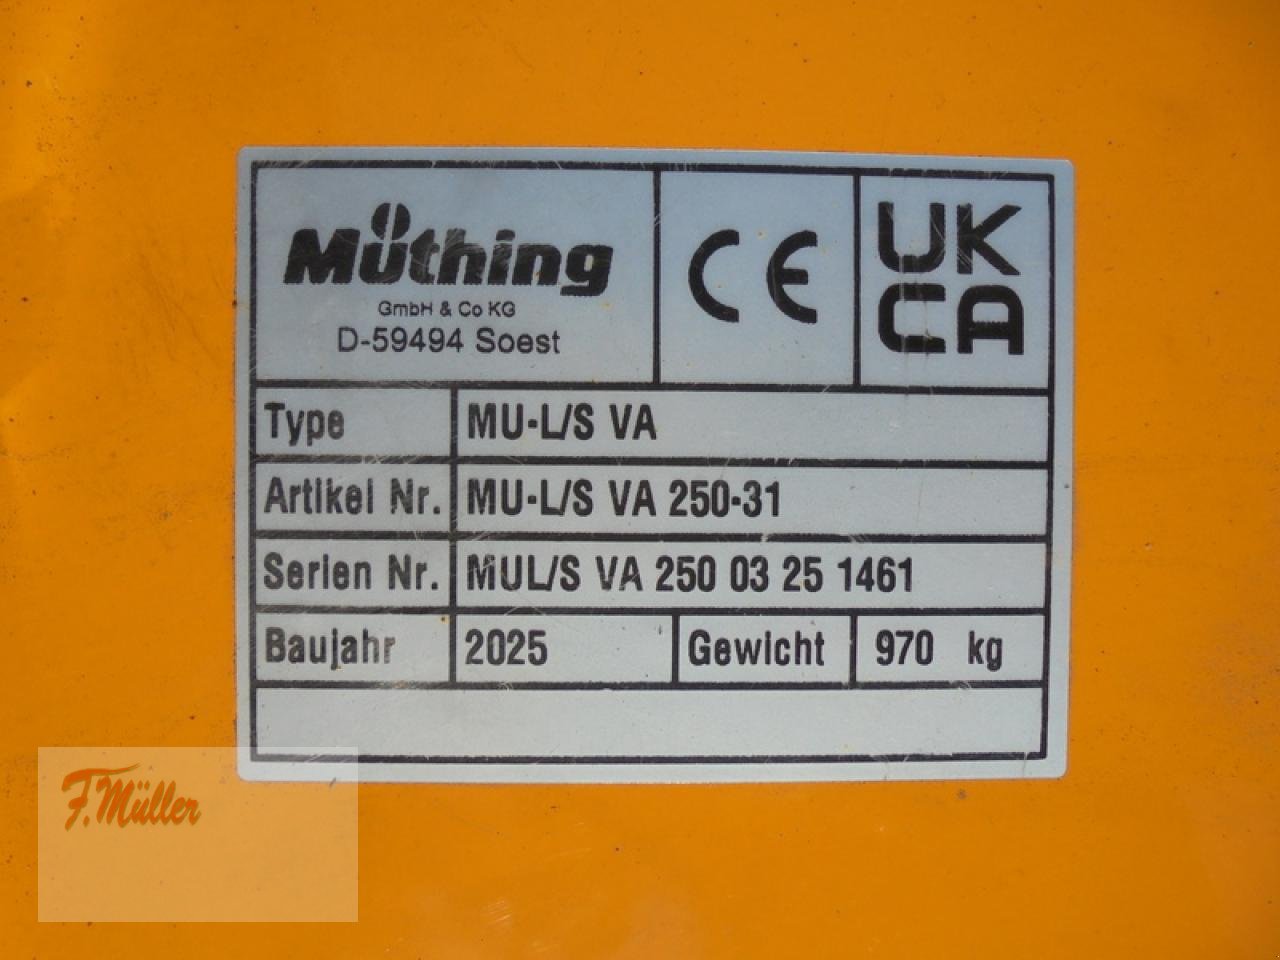 Müthing
GmbH & Co KG
D-59494 Soest
CE
UK
CA
Type MU-L/S VA
Artikel Nr. MU-L/S VA 250-31
Serien Nr. MUL/S VA 250 03 25 1461
Baujahr 2025 Gewicht 970 kg
F.Müller